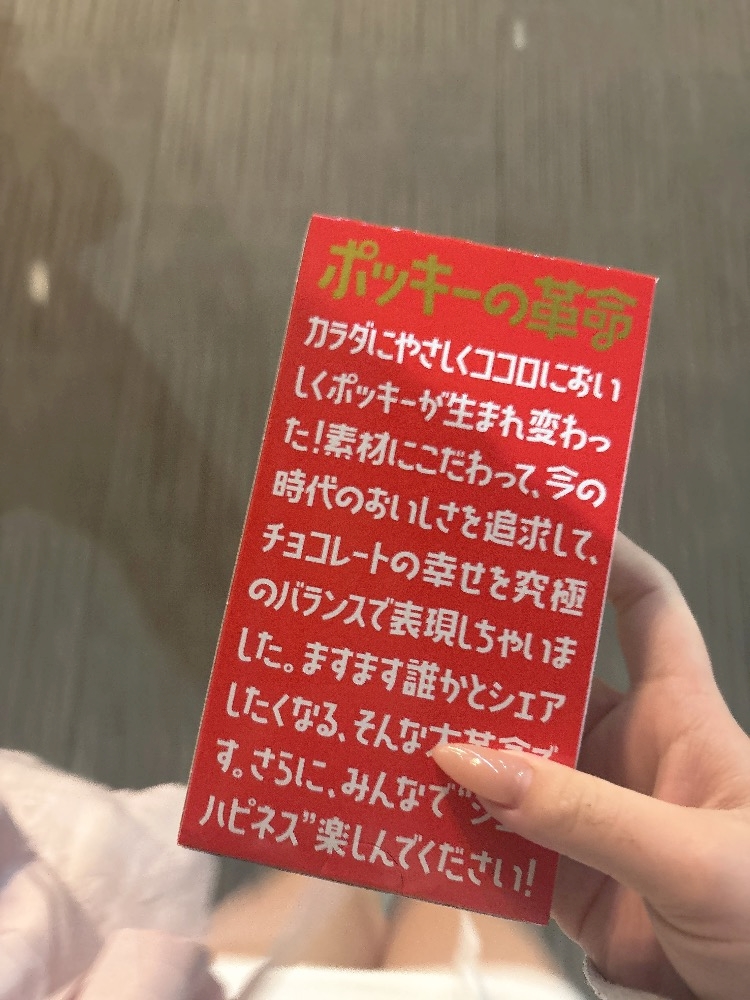 ポッキーの革命
カラダにやさしくココロにおい
しくポッキーが生まれ変わっ
た！素材にこだわって、今の
時代のおいしさを追求して、
チョコレートの幸せを究極
のバランスで表現しちゃいま
した。ますます誰かとシェア
したくなる、そんな大革命で
す。さらに、みんなで“シェ
ハピネス”楽しんでください！